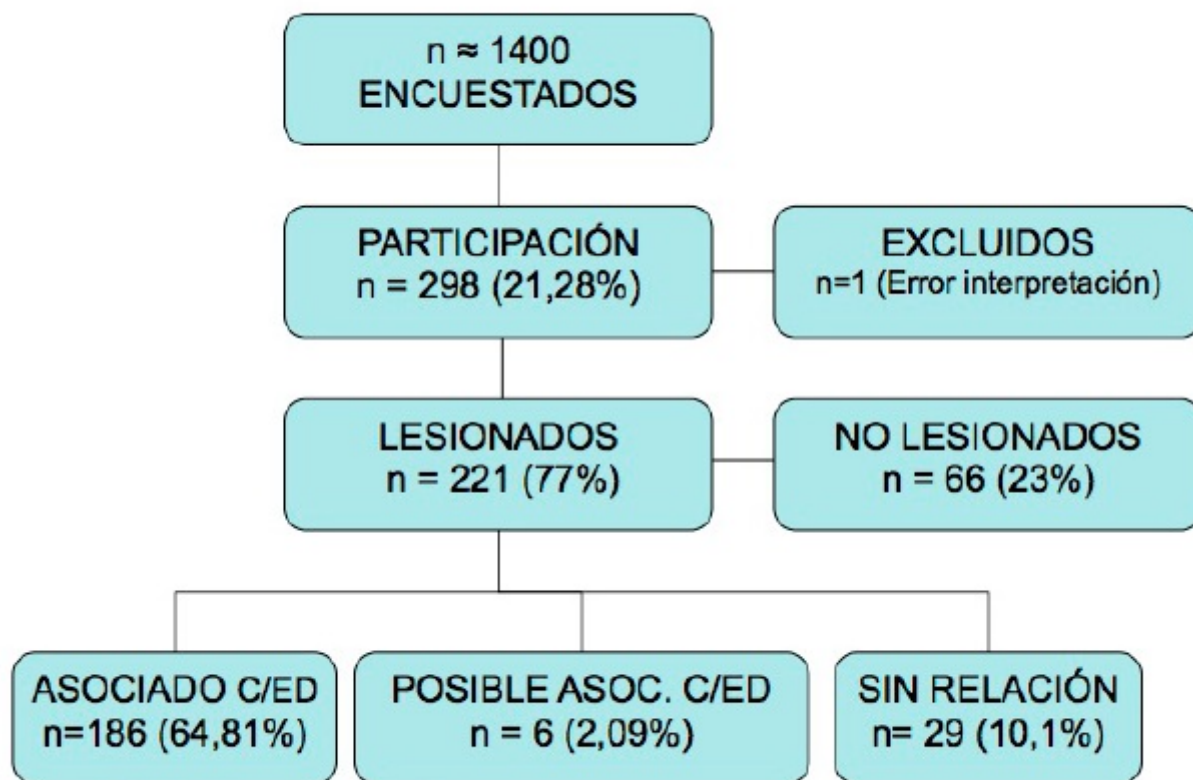 n ≈ 1400
ENCUESTADOS
PARTICIPACIÓN
n = 298 (21,28%)
EXCLUIDOS
n=1 (Error interpretación)
LESIONADOS
n = 221 (77%)
NO LESIONADOS
n = 66 (23%)
ASOCIADO C/ED
n=186 (64,81%)
POSIBLE ASOC. C/ED
n = 6 (2,09%)
SIN RELACIÓN
n= 29 (10,1%)